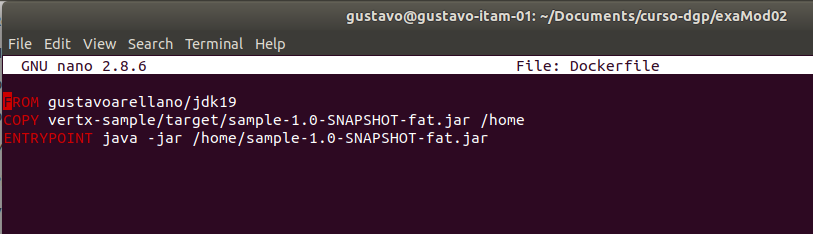 gustavo@gustavo-itam-01: ~/Documents/curso-dgp/exaMod02
File Edit View Search Terminal Help
GNU nano 2.8.6 File: Dockerfile
FROM gustavoarellano/jdk19
COPY vertx-sample/target/sample-1.0-SNAPSHOT-fat.jar /home
ENTRYPOINT java -jar /home/sample-1.0-SNAPSHOT-fat.jar